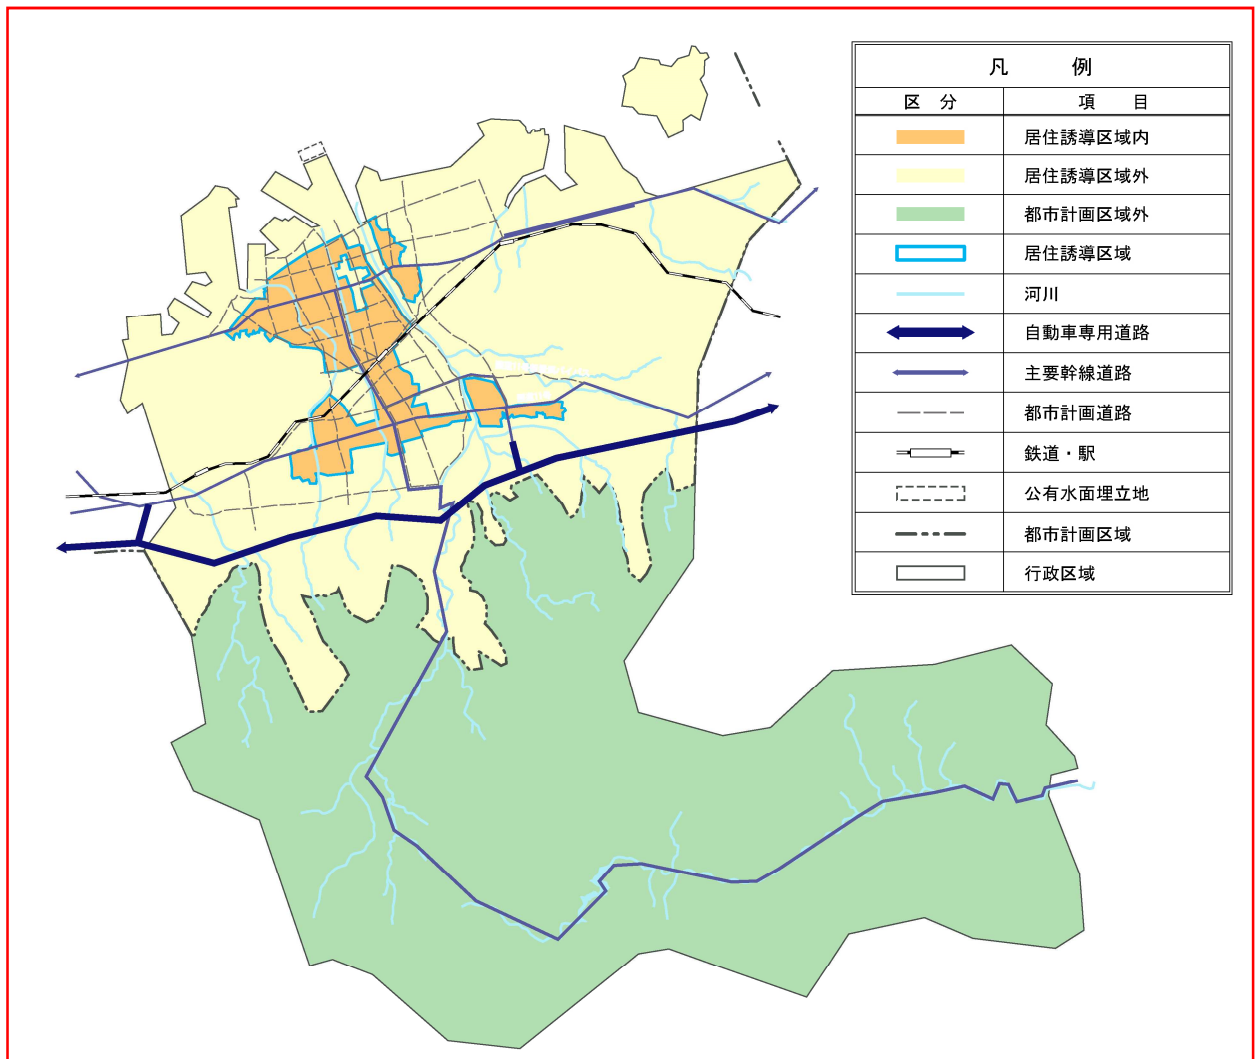 凡 例
区 分 項 目
居住誘導区域内
居住誘導区域外
都市計画区域外
居住誘導区域
河川
自動車専用道路
主要幹線道路
都市計画道路
鉄道・駅
公有水面埋立地
都市計画区域
行政区域